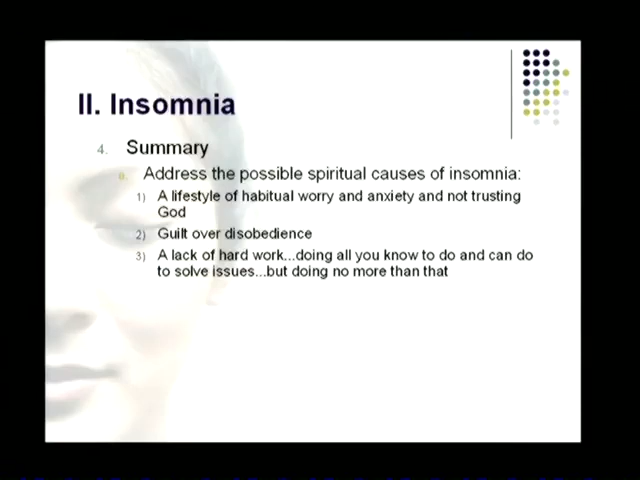 II. Insomnia
4. Summary
a. Address the possible spiritual causes of insomnia:
1) A lifestyle of habitual worry and anxiety and not trusting
God
2) Guilt over disobedience
3) A lack of hard work...doing all you know to do and can do
to solve issues...but doing no more than that